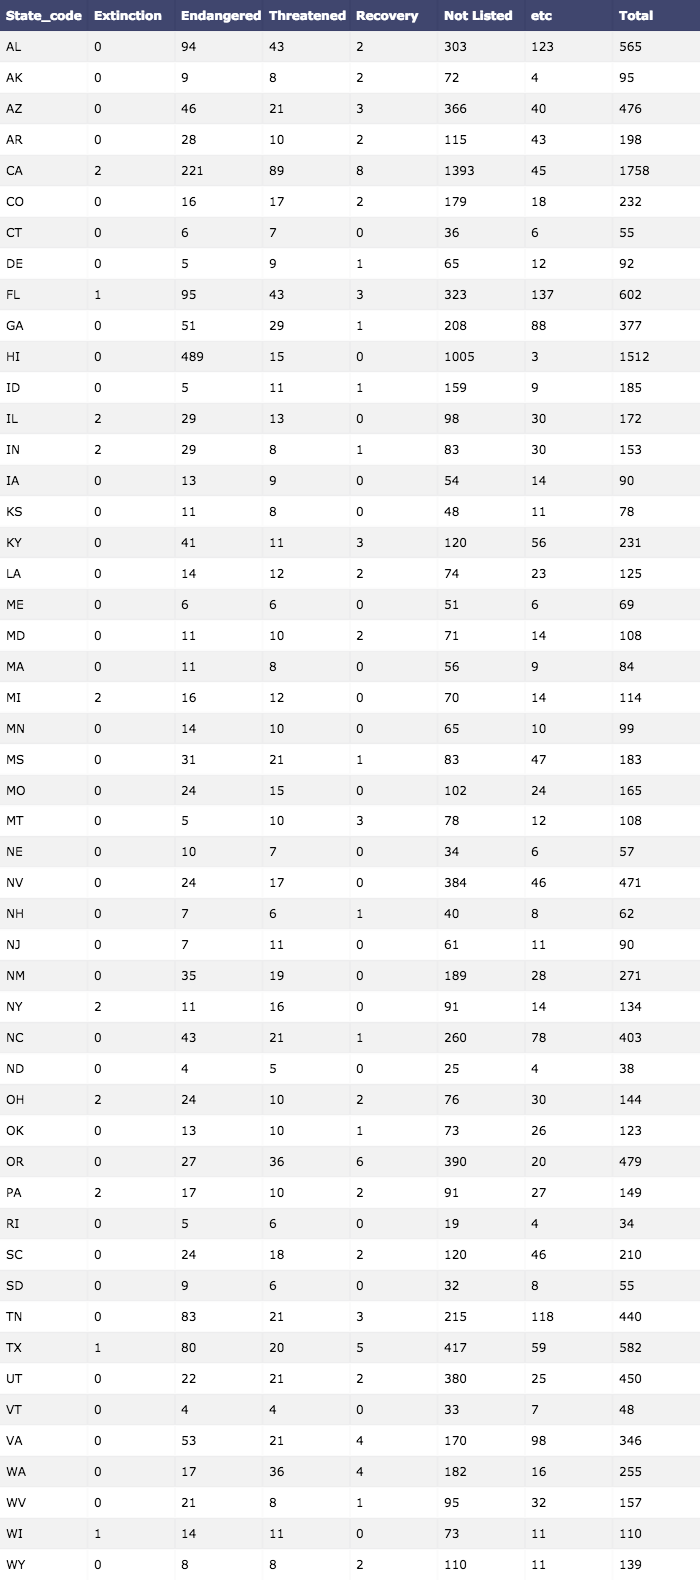 State_code Extinction Endangered Threatened Recovery Not Listed etc Total
AL 0 94 43 2 303 123 565
AK 0 9 8 2 72 4 95
AZ 0 46 21 3 366 40 476
AR 0 28 10 2 115 43 198
CA 2 221 89 8 1393 45 1758
CO 0 16 17 2 179 18 232
CT 0 6 7 0 36 6 55
DE 0 5 9 1 65 12 92
FL 1 95 43 3 323 137 602
GA 0 51 29 1 208 88 377
HI 0 489 15 0 1005 3 1512
ID 0 5 11 1 159 9 185
IL 2 29 13 0 98 30 172
IN 2 29 8 1 83 30 153
IA 0 13 9 0 54 14 90
KS 0 11 8 0 48 11 78
KY 0 41 11 3 120 56 231
LA 0 14 12 2 74 23 125
ME 0 6 6 0 51 6 69
MD 0 11 10 2 71 14 108
MA 0 11 8 0 56 9 84
MI 2 16 12 0 70 14 114
MN 0 14 10 0 65 10 99
MS 0 31 21 1 83 47 183
MO 0 24 15 0 102 24 165
MT 0 5 10 3 78 12 108
NE 0 10 7 0 34 6 57
NV 0 24 17 0 384 46 471
NH 0 7 6 1 40 8 62
NJ 0 7 11 0 61 11 90
NM 0 35 19 0 189 28 271
NY 2 11 16 0 91 14 134
NC 0 43 21 1 260 78 403
ND 0 4 5 0 25 4 38
OH 2 24 10 2 76 30 144
OK 0 13 10 1 73 26 123
OR 0 27 36 6 390 20 479
PA 2 17 10 2 91 27 149
RI 0 5 6 0 19 4 34
SC 0 24 18 2 120 46 210
SD 0 9 6 0 32 8 55
TN 0 83 21 3 215 118 440
TX 1 80 20 5 417 59 582
UT 0 22 21 2 380 25 450
VT 0 4 4 0 33 7 48
VA 0 53 21 4 170 98 346
WA 0 17 36 4 182 16 255
WV 0 21 8 1 95 32 157
WI 1 14 11 0 73 11 110
WY 0 8 8 2 110 11 139